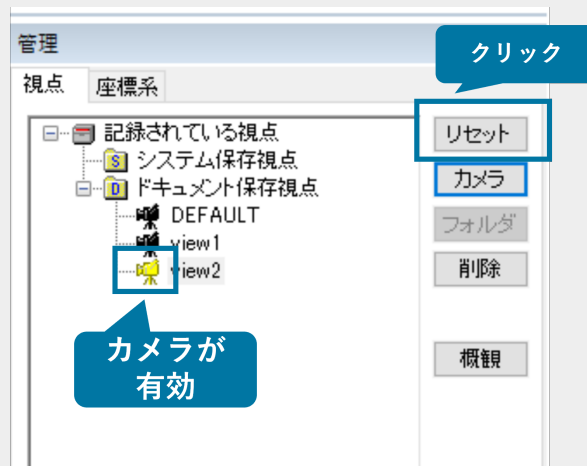 管理
クリック
視点
座標系
記録されている視点
S システム保存視点
D ドキュメント保存視点
DEFAULT
view1
view2
リセット
カメラ
フォルダ
削除
概観
カメラが
有効